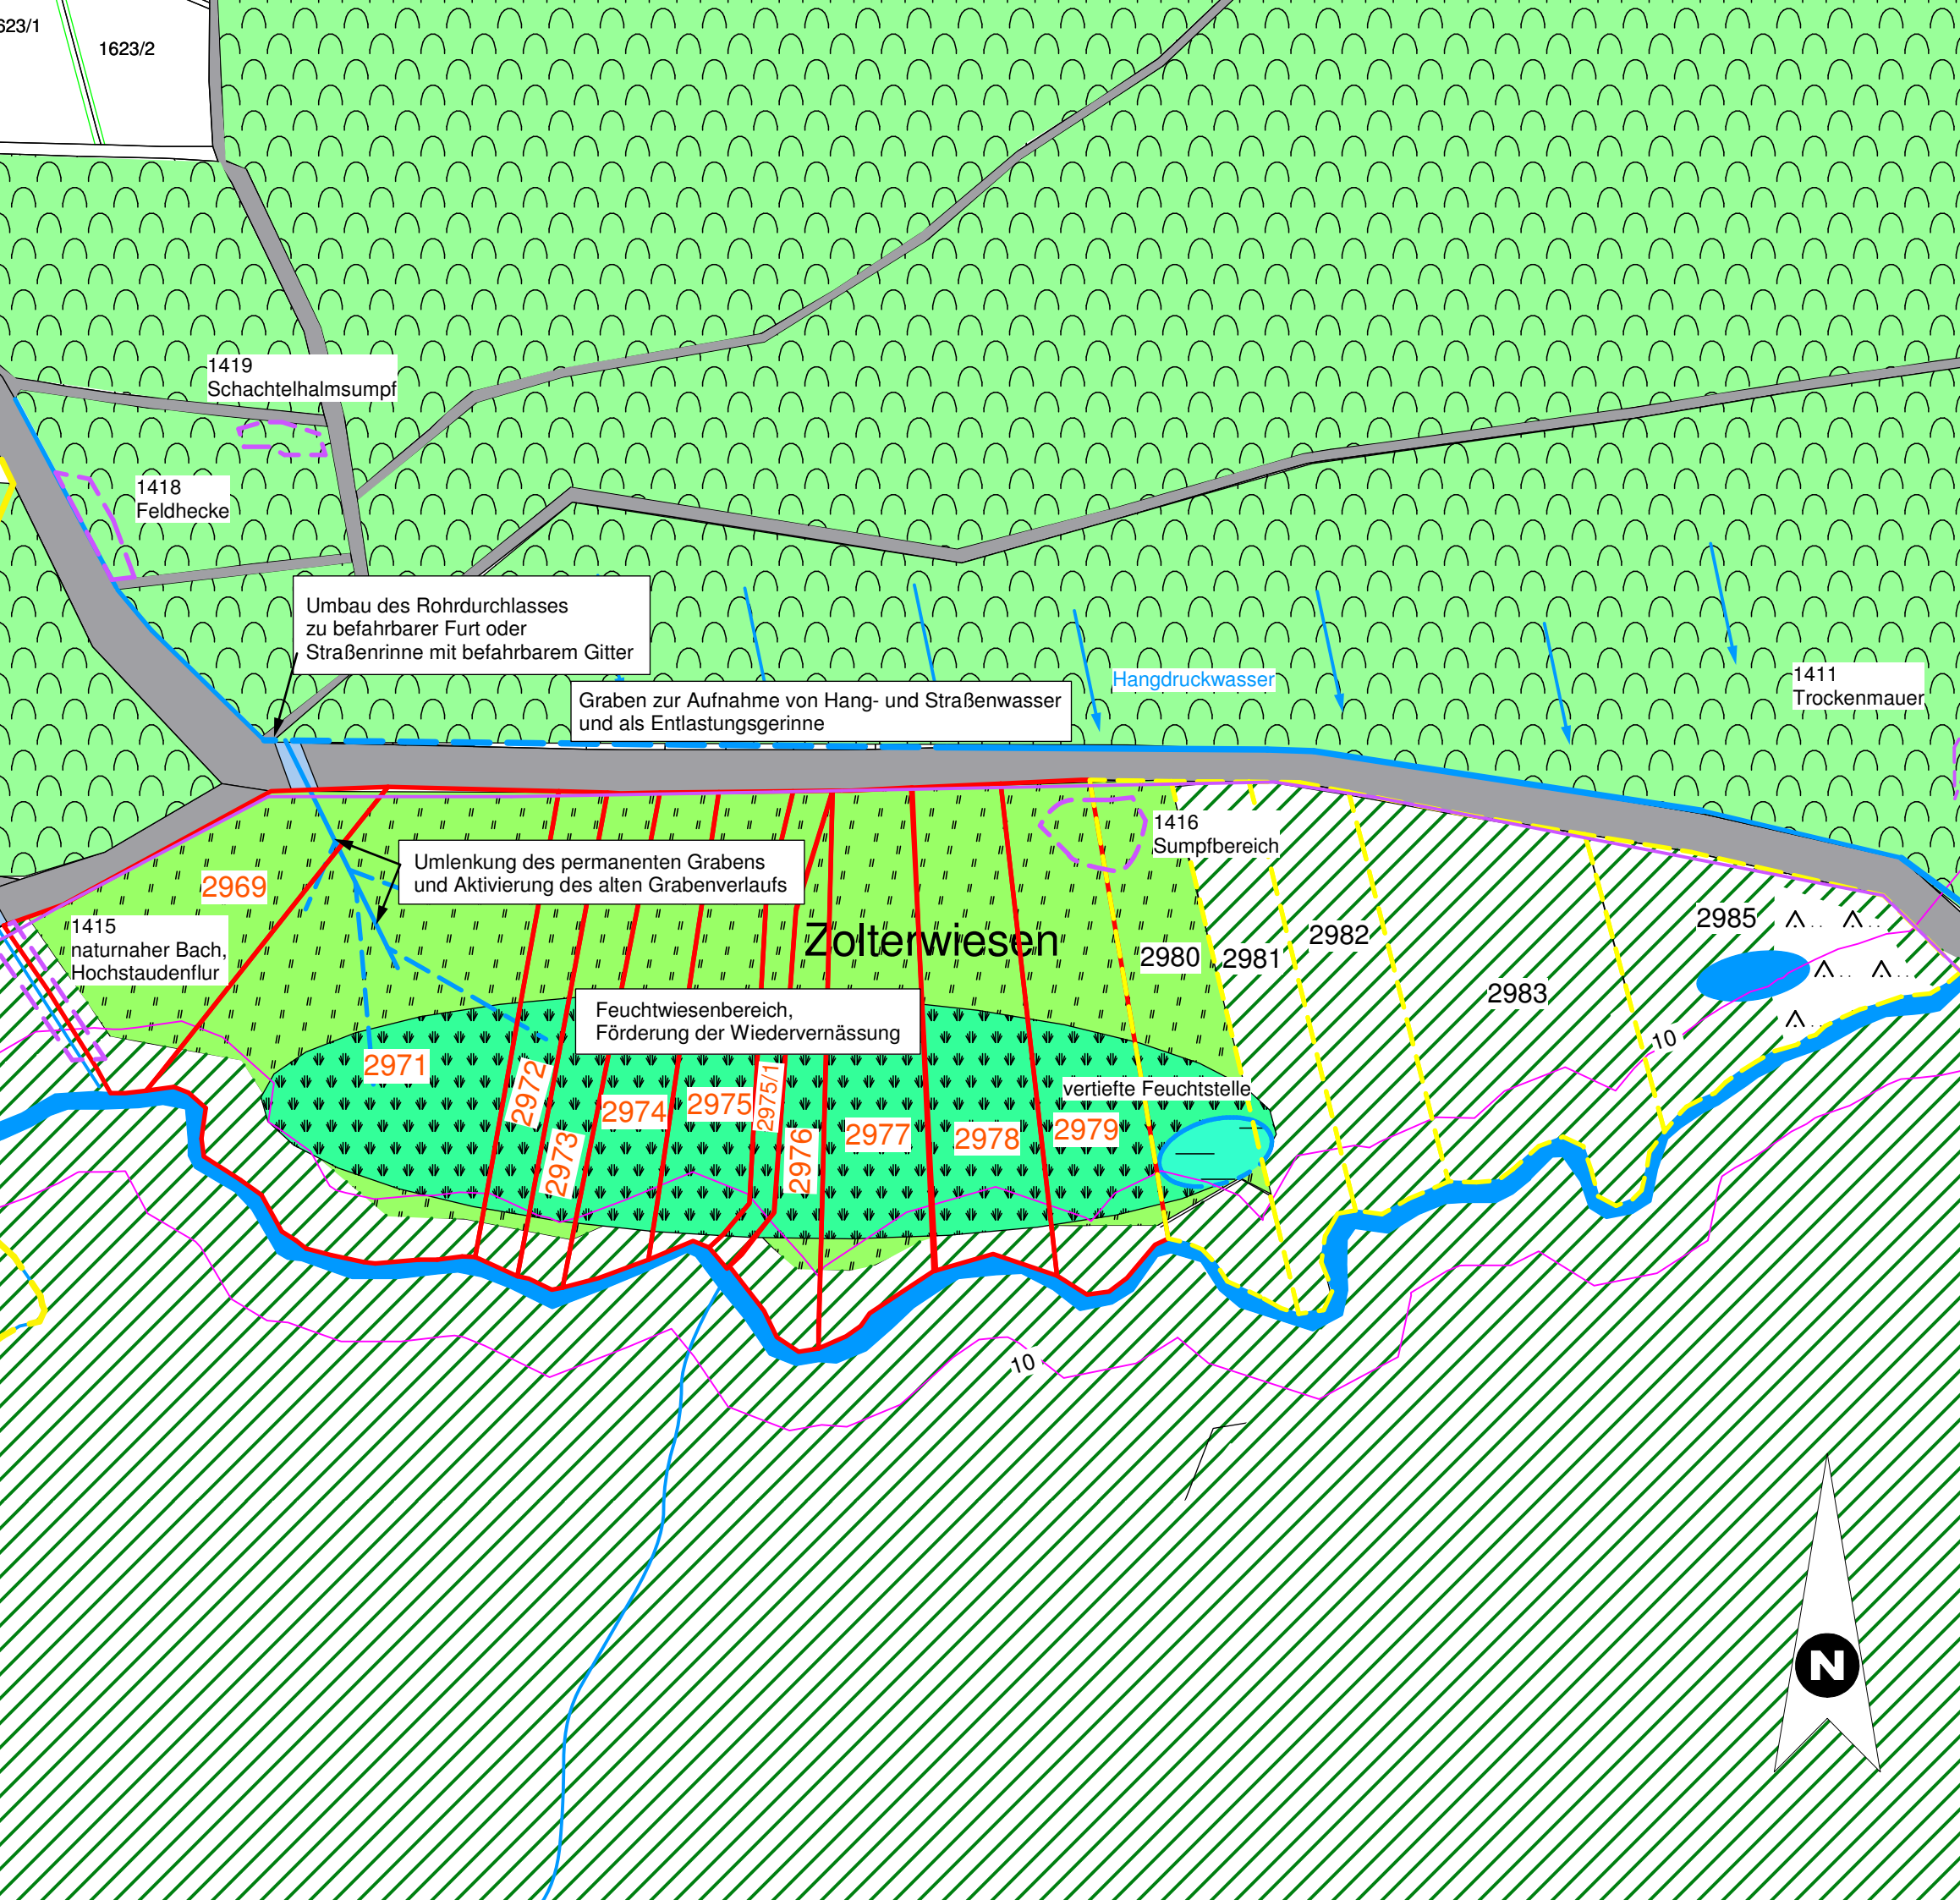 623/1
1623/2
1419
Schachtelhalmsumpf
1418
Feldhecke
Umbau des Rohrdurchlasses
zu befahrbarer Furt oder
Straßenrinne mit befahrbarem Gitter
Graben zur Aufnahme von Hang- und Straßenwasser
und als Entlastungsgerinne
Hangdruckwasser
1411
Trockenmauer
1416
Sumpfbereich
Umlenkung des permanenten Grabens
und Aktivierung des alten Grabenverlaufs
2969
1415
naturnaher Bach,
Hochstaudenflur
Zolterwiesen
2980
2981
2982
2983
2985
Feuchtwiesenbereich,
Förderung der Wiedervernässung
10
2971
2972
2973
2974
2975
2975/1
2976
2977
2978
2979
vertiefte Feuchtstelle
10
N